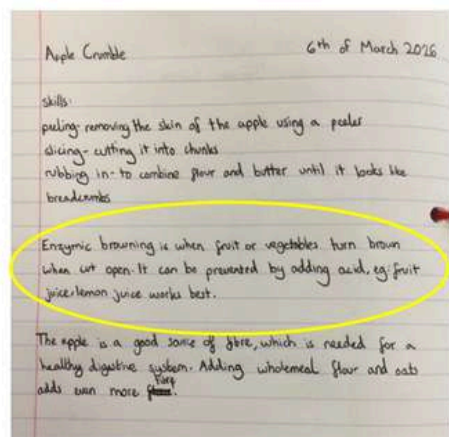 Apple Crumble 6th of March 2026
skills:
peeling- removing the skin of the apple using a peeler
slicing- cutting it into chunks
rubbing in- to combine flour and butter until it looks like
breadcrumbs
Enzymic browning is when fruit or vegetables. turn brown
when cut open. It can be prevented by adding acid, eg: fruit
juice. lemon juice works best.
The apple is a good sorce of fibre, which is needed for a
healthy digestive system. Adding wholemeal flour and oats
adds even more fibre.